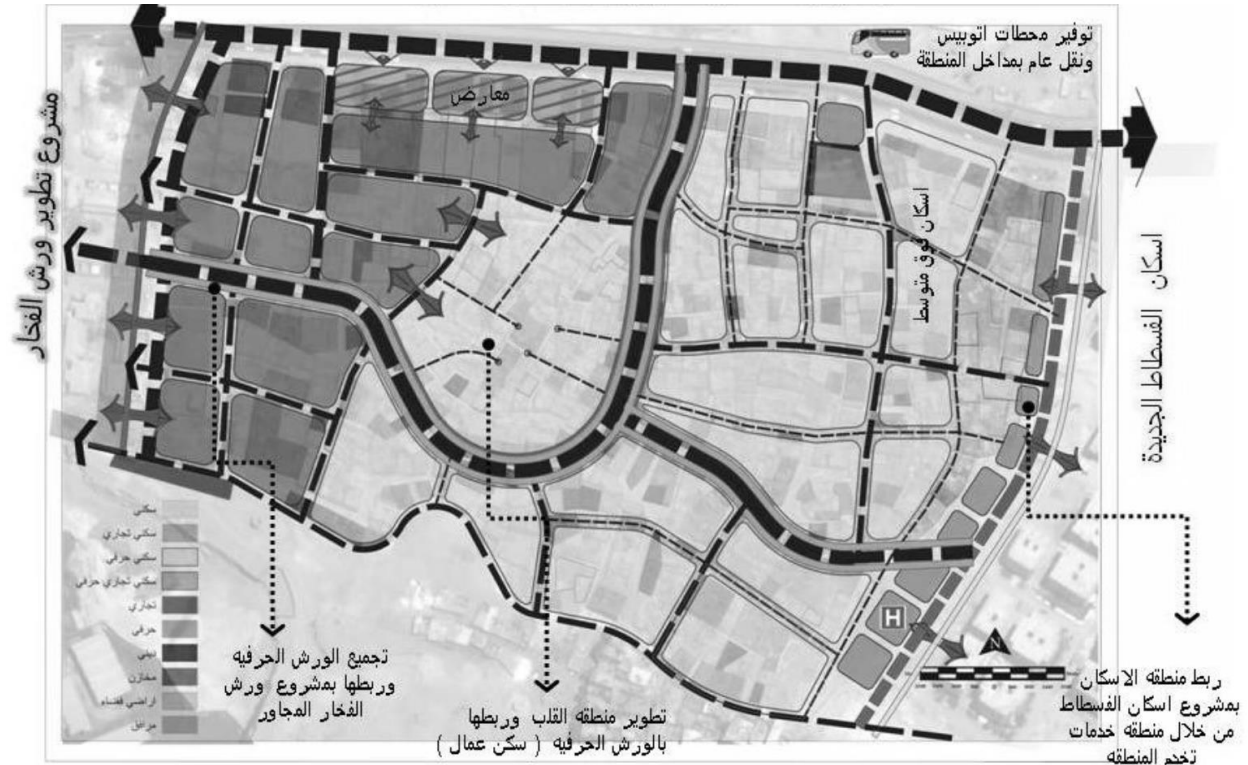 توفير محطات اتوبيس
ونقل عام بمداخل المنطقة
معارض
مشروع تطوير ورش الفخار
اسكان فوق متوسط
اسكان الفسطاط الجديدة
سكني
سكني تجاري
سكني حرفي
سكني تجاري حرفي
تجاري
حرفي
ديني
مخازن
اراضي فضاء
مرافق
H
N
تجميع الورش الحرفيه
وربطها بمشروع ورش
الفخار المجاور
تطوير منطقه القلب وربطها
بالورش الحرفيه ( سكن عمال )
ربط منطقه الاسكان
بمشروع اسكان الفسطاط
من خلال منطقه خدمات
تخدم المنطقه